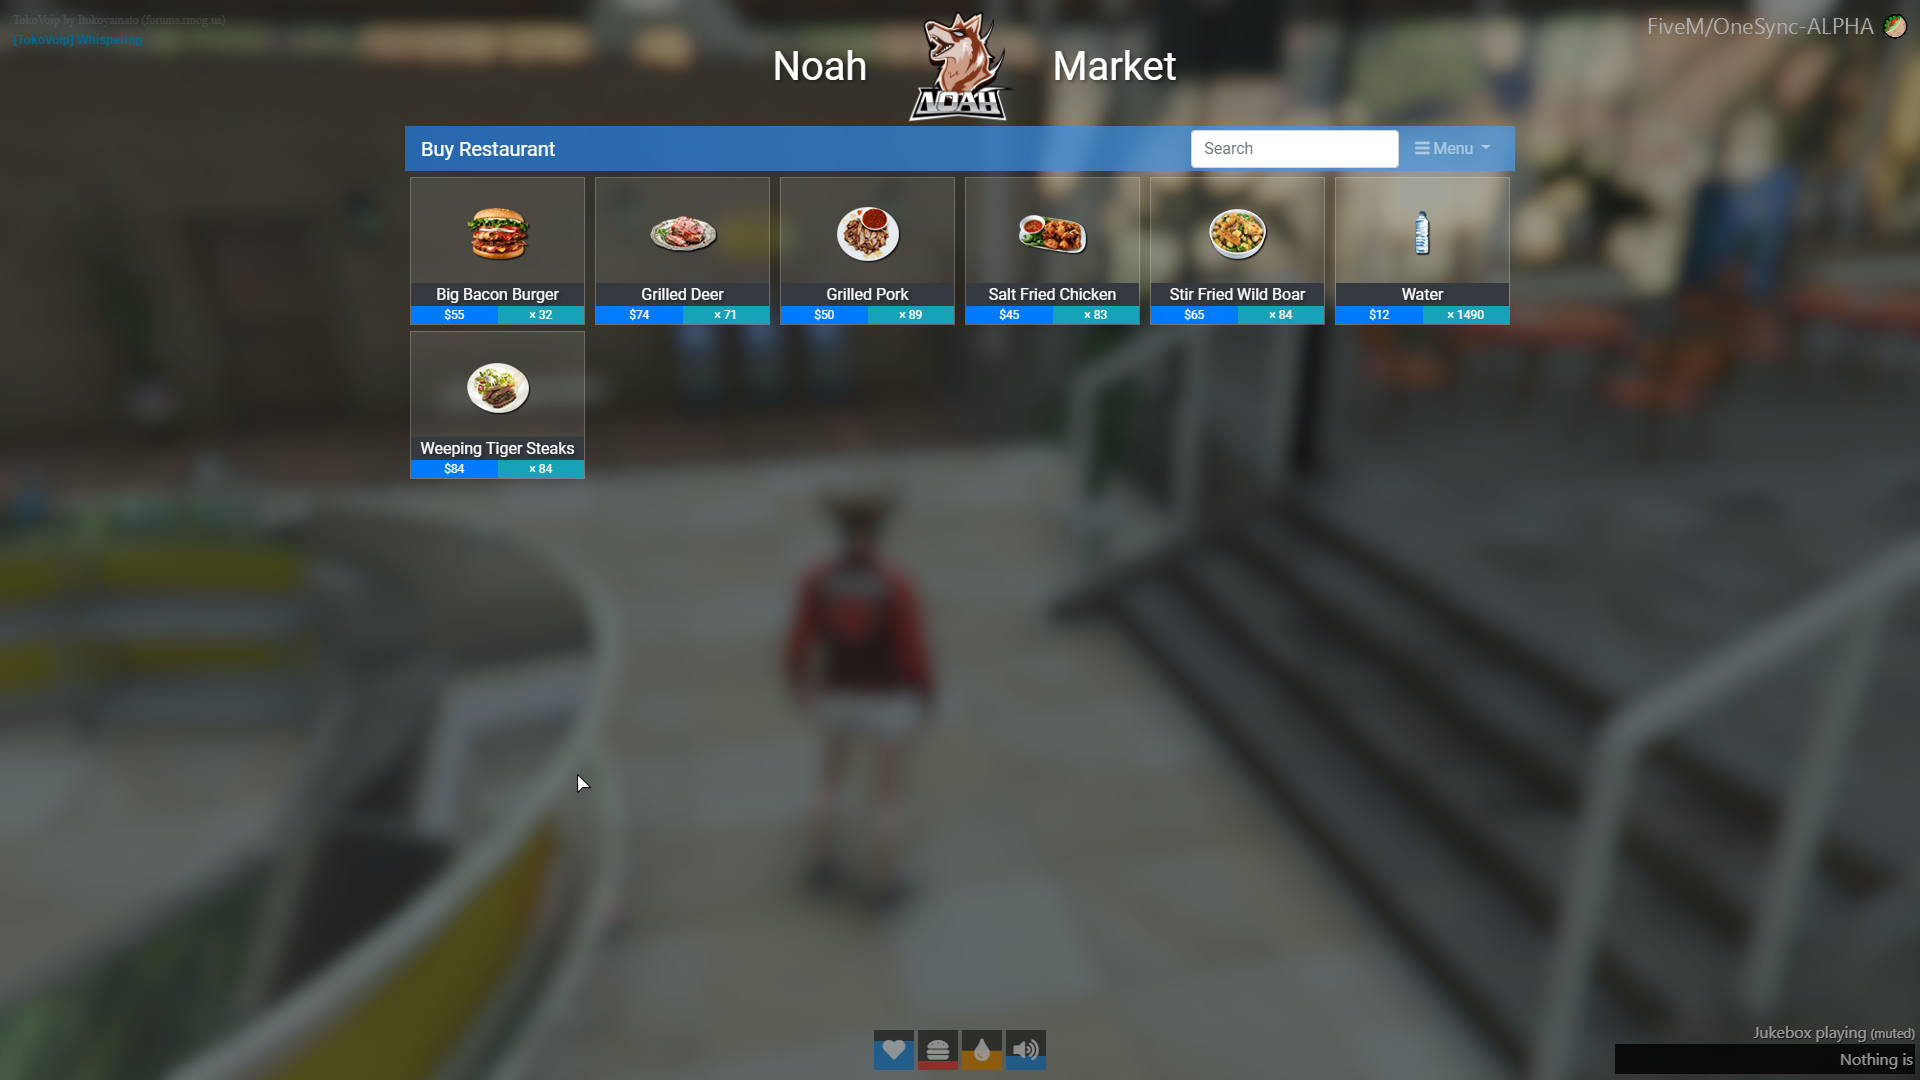 TokoVoip by Itokoyamato (forums.rmog.us)
[TokoVoip] Whispering
FiveM/OneSync-ALPHA
Noah
NOAH
Market
Buy Restaurant
Search
Menu
Big Bacon Burger
$55
× 32
Grilled Deer
$74
× 71
Grilled Pork
$50
× 89
Salt Fried Chicken
$45
× 83
Stir Fried Wild Boar
$65
× 84
Water
$12
× 1490
Weeping Tiger Steaks
$84
× 84
Jukebox playing (muted)
Nothing is